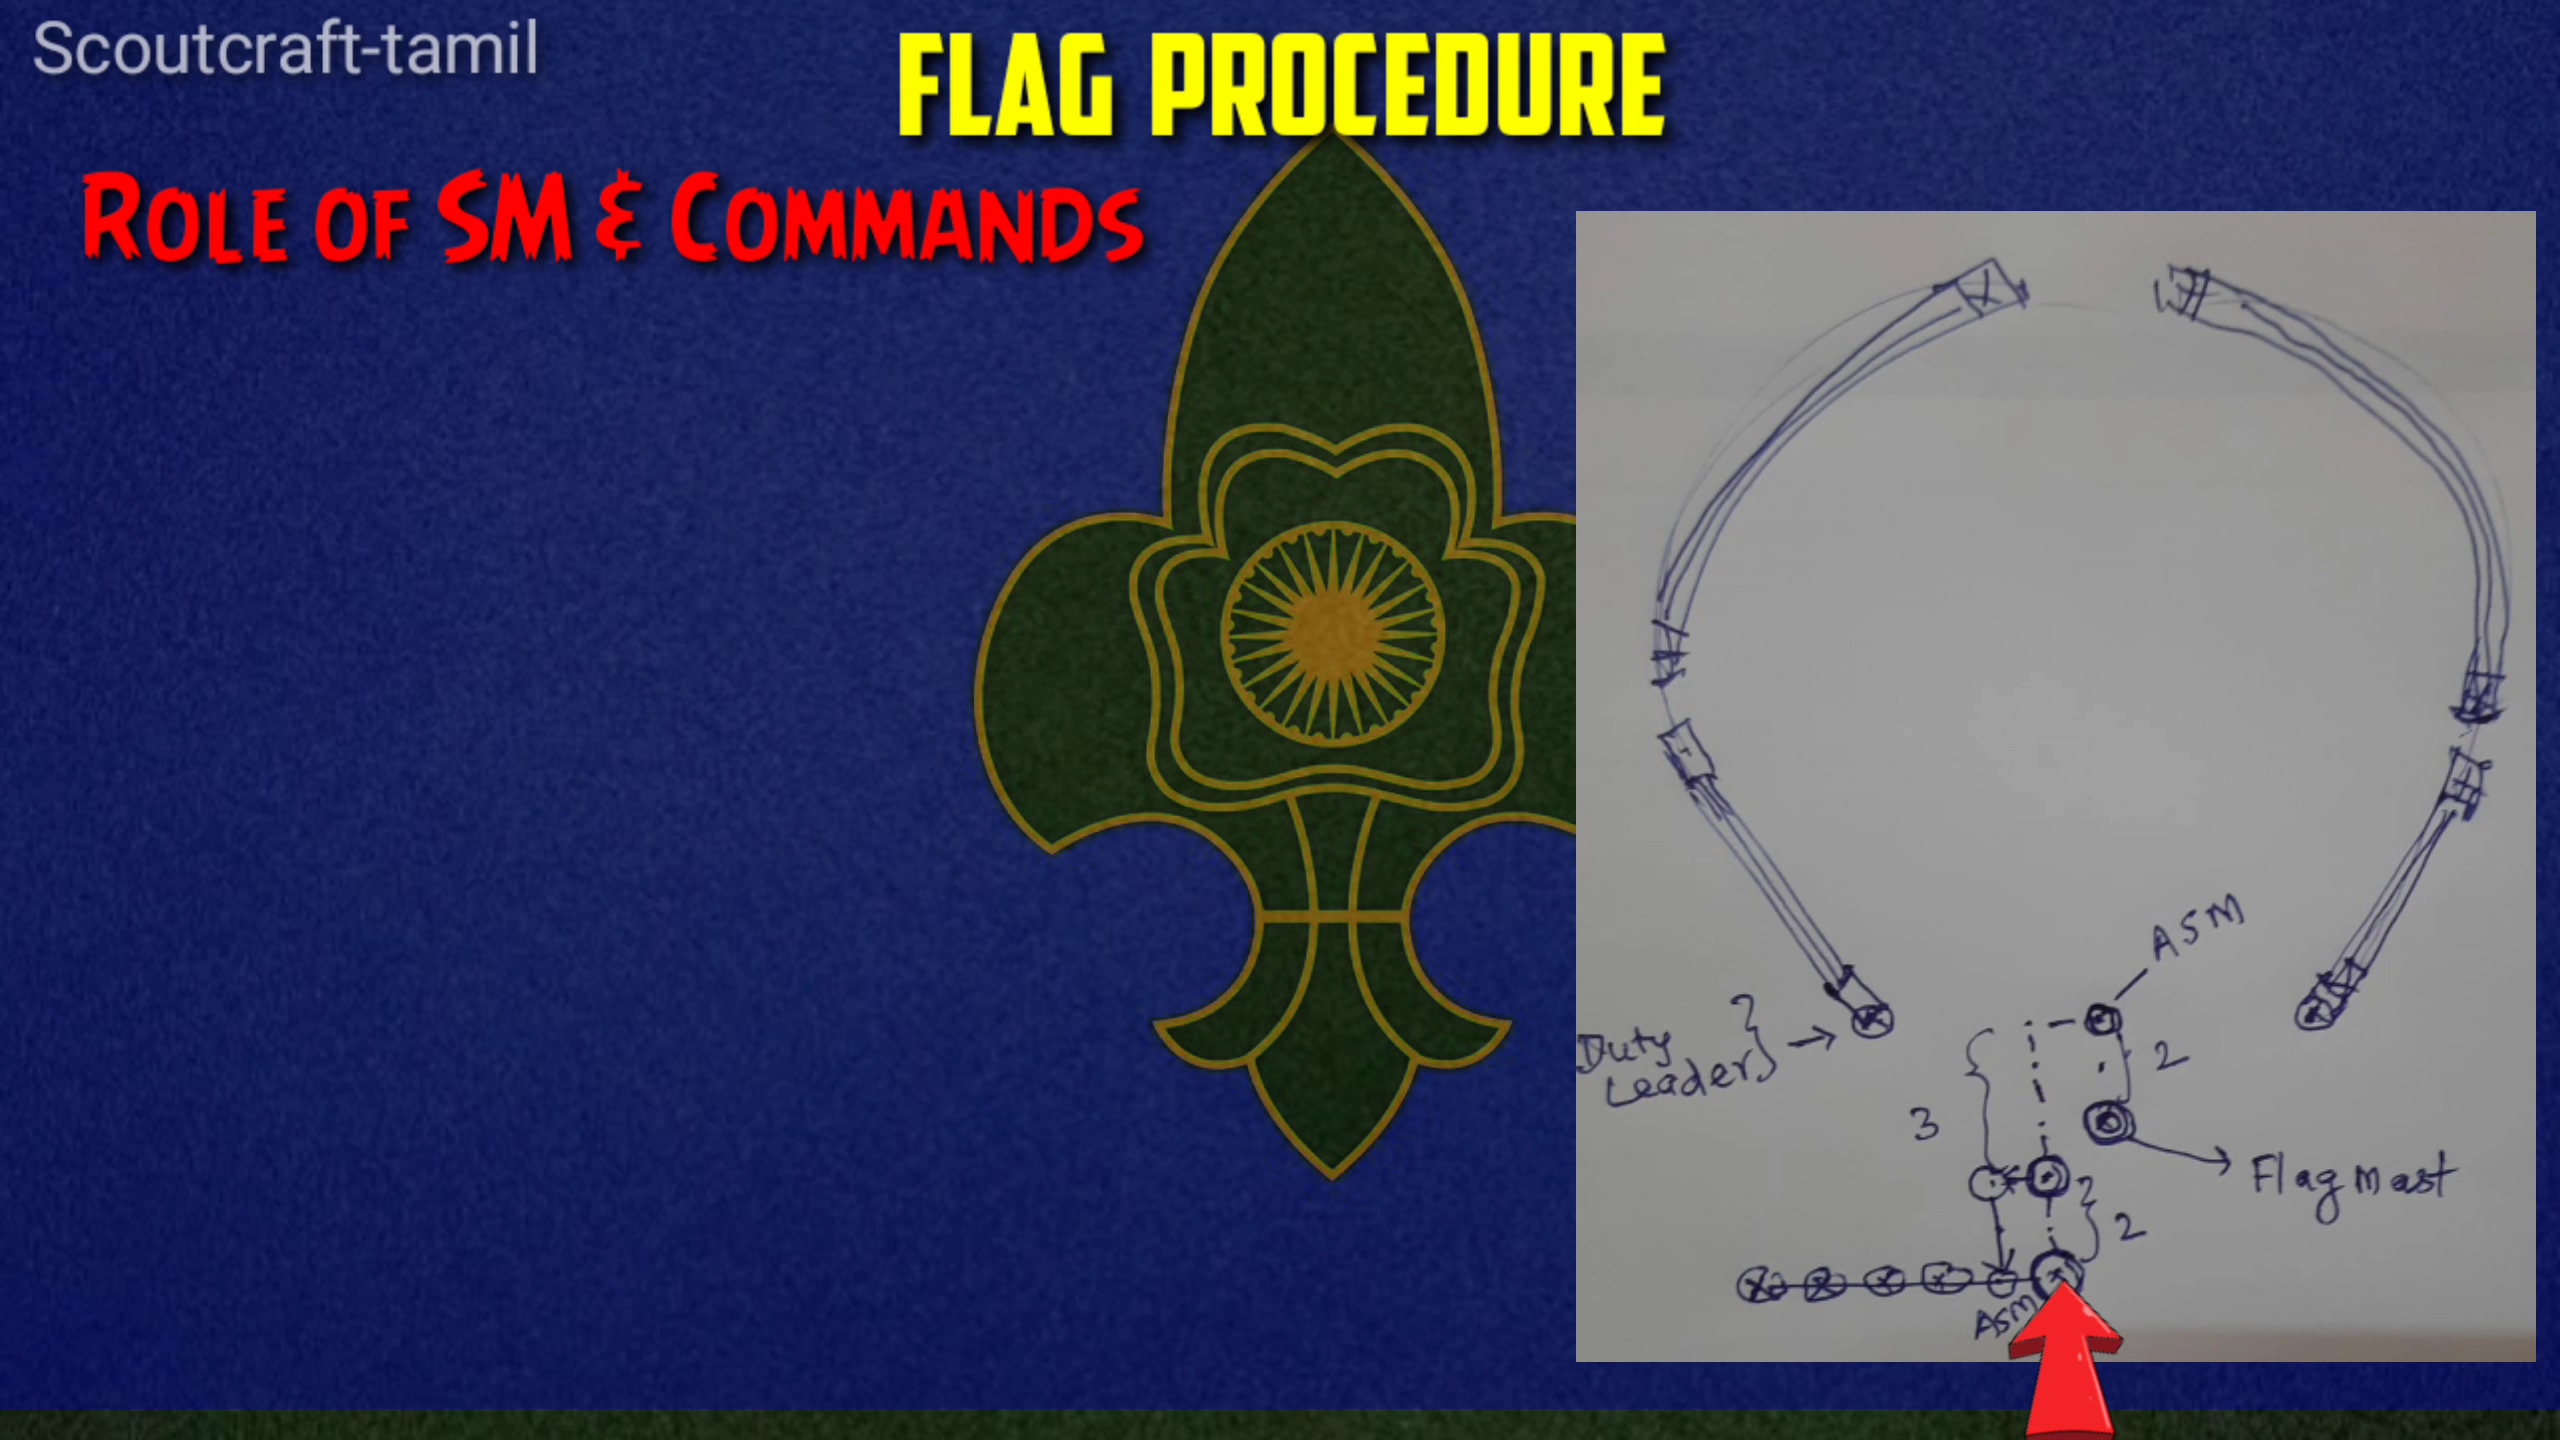 Scoutcraft-tamil
FLAG PROCEDURE
ROLE OF SM & COMMANDS
ASM
Duty
Leader
2
3
Flag Mast
2
ASM